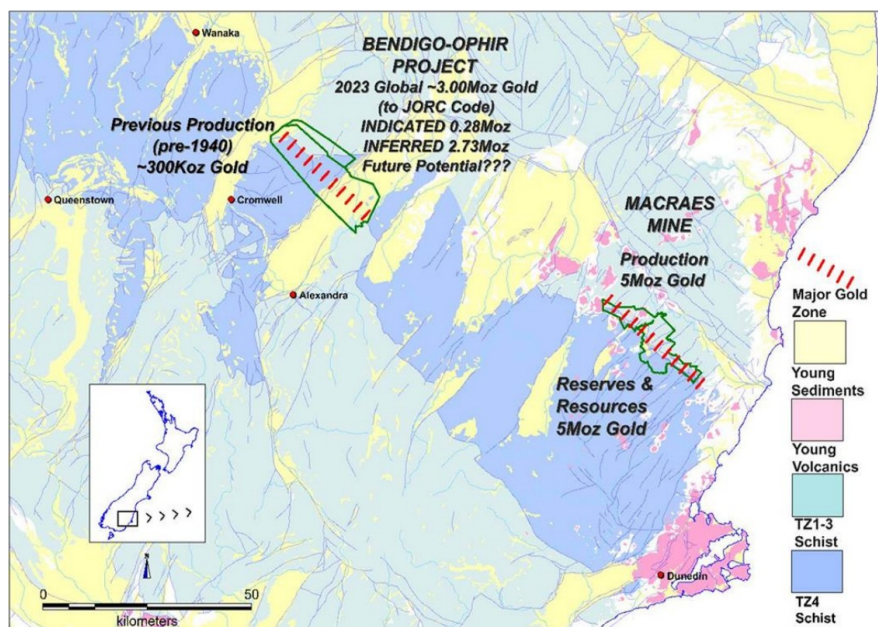 Wanaka
BENDIGO-OPHIR
PROJECT
2023 Global ~3.00Moz Gold
(to JORC Code)
INDICATED 0.28Moz
INFERRED 2.73Moz
Future Potential???
Previous Production
(pre-1940)
~300Koz Gold
Queenstown
Cromwell
Alexandra
MACRAES
MINE
Production
5Moz Gold
Reserves &
Resources
5Moz Gold
Dunedin
Major Gold
Zone
Young
Sediments
Young
Volcanics
TZ1-3
Schist
TZ4
Schist
N
0 50
kilometers